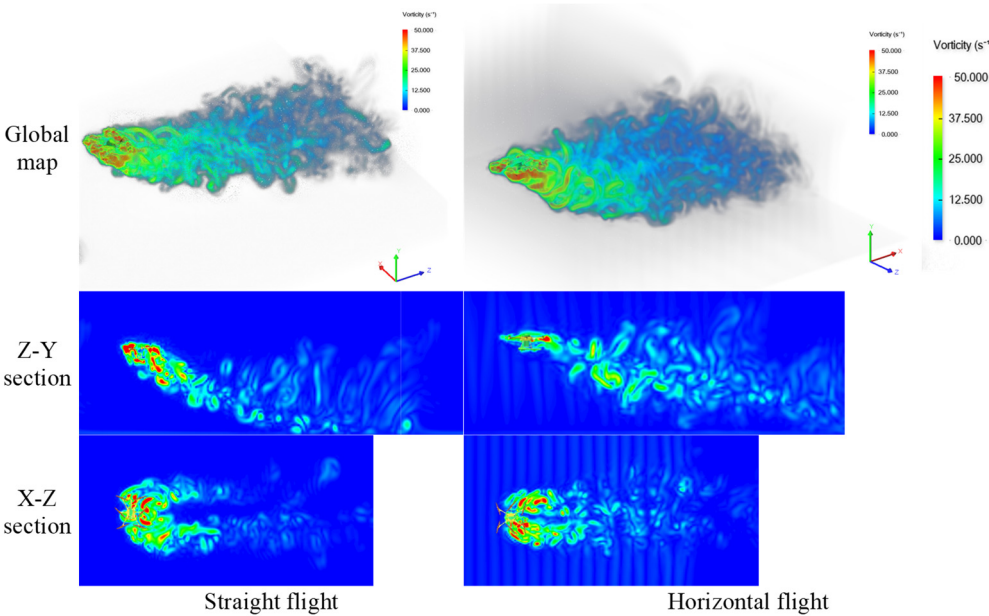 Vorticity (s⁻¹)
50.000
37.500
25.000
12.500
0.000
Vorticity (s⁻¹)
50.000
37.500
25.000
12.500
0.000
Vorticity (s⁻¹)
50.000
37.500
25.000
12.500
0.000
Global
map
Y
X
Z
Y
X
Z
Z-Y
section
X-Z
section
Straight flight
Horizontal flight